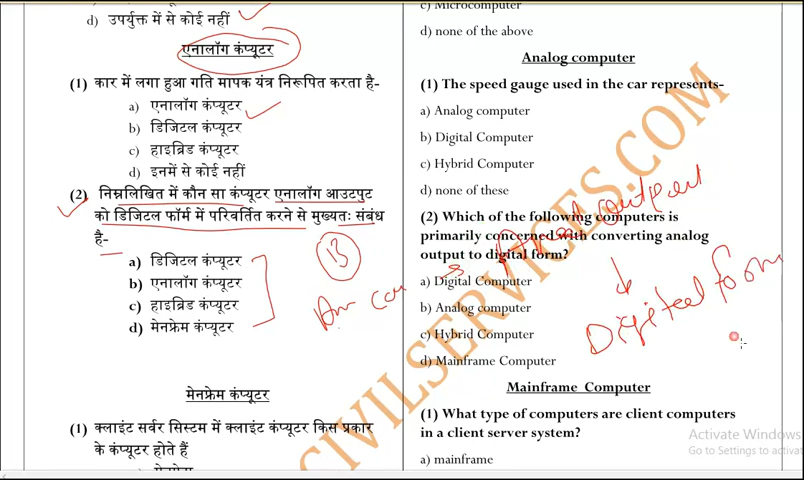 d) उपर्युक्त में से कोई नहीं
एनालॉग कंप्यूटर
(1) कार में लगा हुआ गति मापक यंत्र निरूपित करता है-
a) एनालॉग कंप्यूटर
b) डिजिटल कंप्यूटर
c) हाइब्रिड कंप्यूटर
d) इनमें से कोई नहीं
(2) निम्नलिखित में कौन सा कंप्यूटर एनालॉग आउटपुट
को डिजिटल फॉर्म में परिवर्तित करने से मुख्यतः संबंध
है-
a) डिजिटल कंप्यूटर
b) एनालॉग कंप्यूटर
c) हाइब्रिड कंप्यूटर
d) मेनफ्रेम कंप्यूटर
B
मेनफ्रेम कंप्यूटर
(1) क्लाइंट सर्वर सिस्टम में क्लाइंट कंप्यूटर किस प्रकार
के कंप्यूटर होते हैं
c) Microcomputer
d) none of the above
Analog computer
(1) The speed gauge used in the car represents-
a) Analog computer
b) Digital Computer
c) Hybrid Computer
d) none of these
(2) Which of the following computers is
primarily concerned with converting analog
output to digital form?
a) Digital Computer
b) Analog computer
c) Hybrid Computer
d) Mainframe Computer
Mainframe Computer
(1) What type of computers are client computers
in a client server system?
a) mainframe
CIVILSERVICES.COM
Activate Windows
Go to Settings to activat